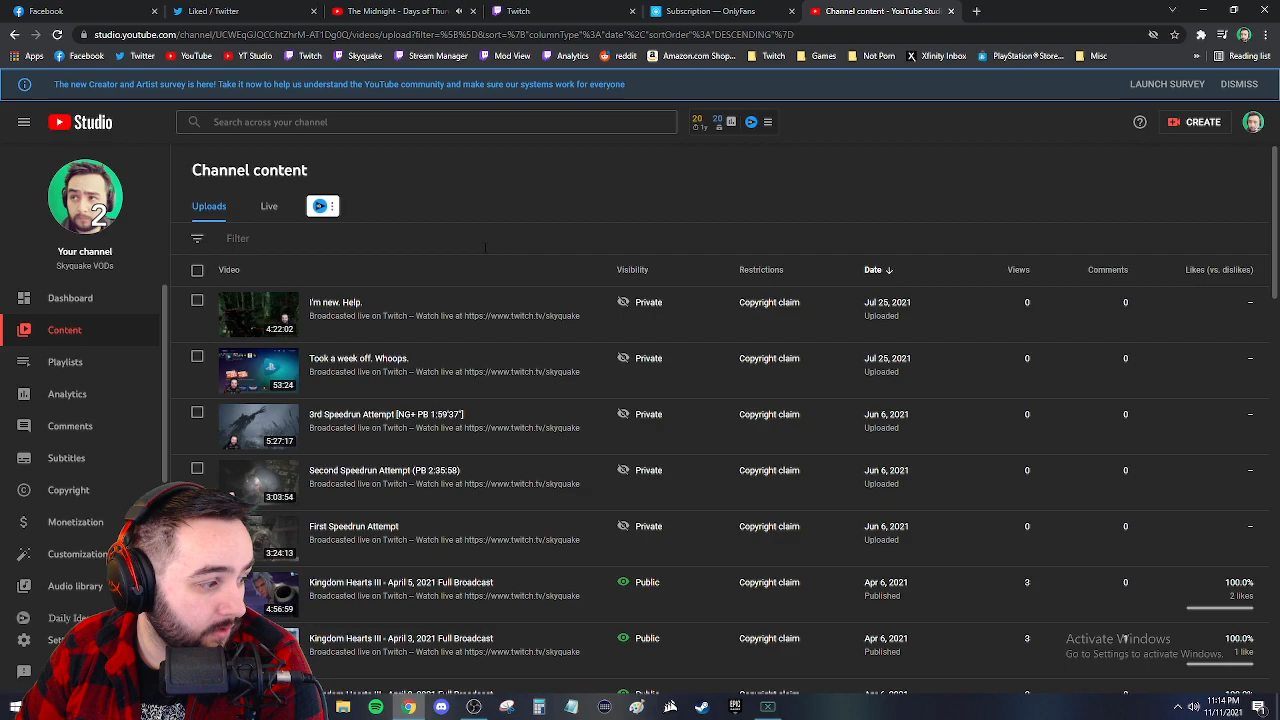 Facebook
Liked / Twitter
The Midnight - Days of Thun
Twitch
Subscription — OnlyFans
Channel content - YouTube Studi
studio.youtube.com/channel/UCWEqGJQCChtZhrM-AT1Dg0Q/videos/upload?filter=%5B%5D&sort=%7B"columnType"%3A"date"%2C"sortOrder"%3A"DESCENDING"%7D
Apps Facebook Twitter YouTube YT Studio Twitch Skyquake Stream Manager Mod View Analytics reddit Amazon.com Shop... Twitch Games Not Porn Xfinity Inbox PlayStation®Store... Misc » Reading list
The new Creator and Artist survey is here! Take it now to help us understand the YouTube community and make sure our systems work for everyone LAUNCH SURVEY DISMISS
Studio Search across your channel 20 1y 20 CREATE
Channel content
2
Uploads Live
Your channel
Skyquake VODs
Filter
Video Visibility Restrictions Date Views Comments Likes (vs. dislikes)
Dashboard
Content
Playlists
Analytics
Comments
Subtitles
Copyright
Monetization
Customization
Audio library
Daily Ide
Set
I'm new. Help. Private Copyright claim Jul 25, 2021 0 0 –
4:22:02 Broadcasted live on Twitch -- Watch live at https://www.twitch.tv/skyquake Uploaded
Took a week off. Whoops. Private Copyright claim Jul 25, 2021 0 0 –
53:24 Broadcasted live on Twitch -- Watch live at https://www.twitch.tv/skyquake Uploaded
3rd Speedrun Attempt [NG+ PB 1:59'37"] Private Copyright claim Jun 6, 2021 0 0 –
5:27:17 Broadcasted live on Twitch -- Watch live at https://www.twitch.tv/skyquake Uploaded
Second Speedrun Attempt (PB 2:35:58) Private Copyright claim Jun 6, 2021 0 0 –
3:03:54 Broadcasted live on Twitch -- Watch live at https://www.twitch.tv/skyquake Uploaded
First Speedrun Attempt Private Copyright claim Jun 6, 2021 0 0 –
3:24:13 Broadcasted live on Twitch -- Watch live at https://www.twitch.tv/skyquake Uploaded
Kingdom Hearts III - April 5, 2021 Full Broadcast Public Copyright claim Apr 6, 2021 3 0 100.0%
4:56:59 Broadcasted live on Twitch -- Watch live at https://www.twitch.tv/skyquake Published 2 likes
Kingdom Hearts III - April 3, 2021 Full Broadcast Public Copyright claim Apr 6, 2021 3 100.0%
Broadcasted live on Twitch -- Watch live at https://www.twitch.tv/skyquake Published 1 like
Activate Windows
Go to Settings to activate Windows.
11:11 PM
11/11/2021